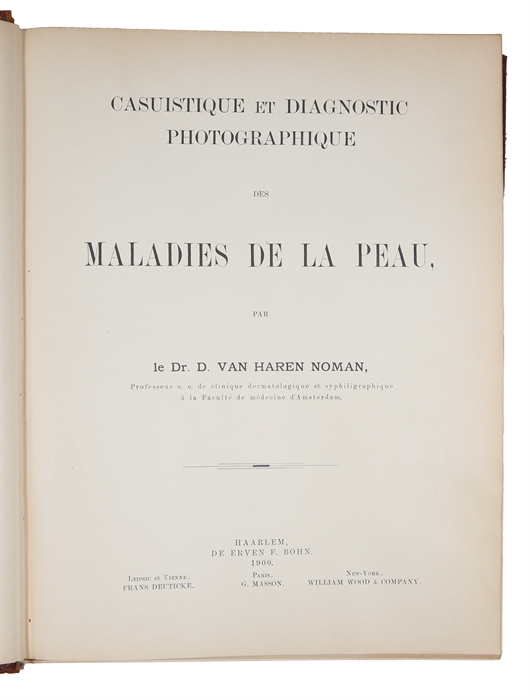 CASUISTIQUE ET DIAGNOSTIC
PHOTOGRAPHIQUE
DES
MALADIES DE LA PEAU,
PAR
le Dr. D. VAN HAREN NOMAN,
Professeur e. o. de clinique dermatologique et syphiligraphique
à la Faculté de médecine d'Amsterdam.
HAARLEM,
DE ERVEN F. BOHN.
1900.
Leipsic et Vienne, Paris, New-York,
FRANS DEUTICKE. G. MASSON. WILLIAM WOOD & COMPANY.